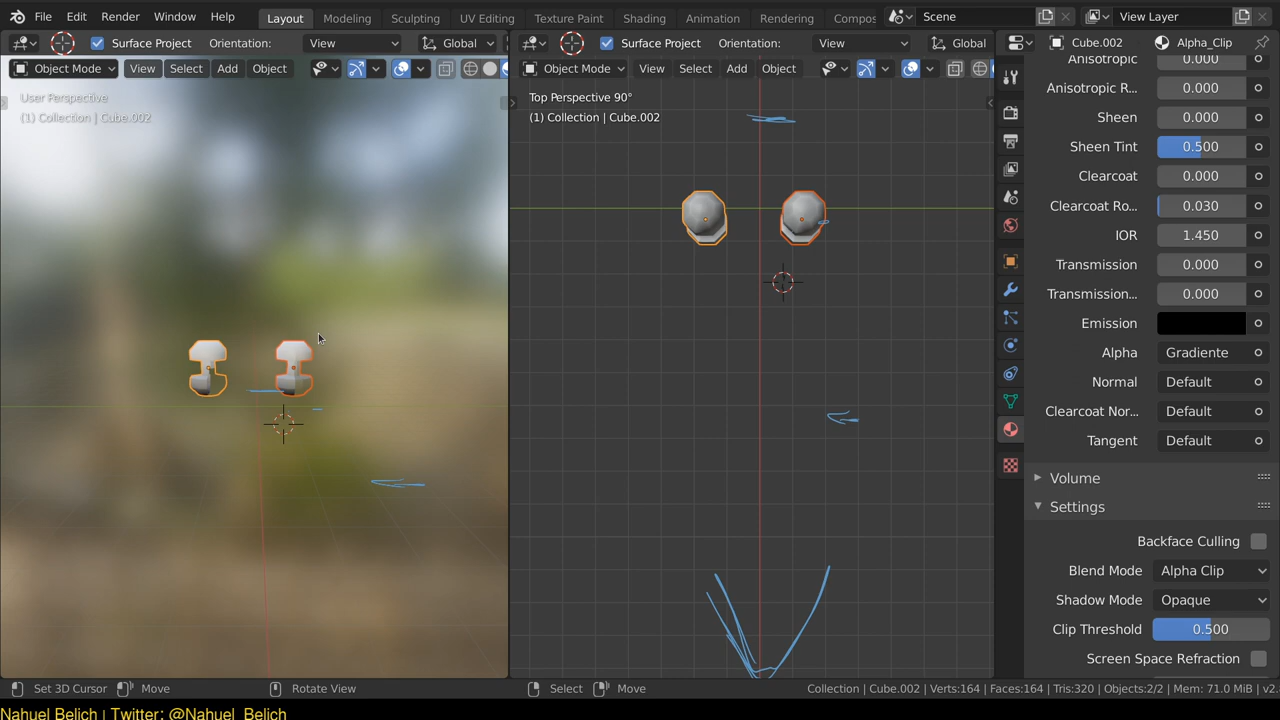 File Edit Render Window Help Layout Modeling Sculpting UV Editing Texture Paint Shading Animation Rendering Compos Scene View Layer
Surface Project Orientation: View Global Surface Project Orientation: View Global Cube.002 Alpha_Clip
Object Mode View Select Add Object Object Mode View Select Add Object
User Perspective
(1) Collection | Cube.002
Top Perspective 90°
(1) Collection | Cube.002
Anisotropic 0.000
Anisotropic R... 0.000
Sheen 0.000
Sheen Tint 0.500
Clearcoat 0.000
Clearcoat Ro... 0.030
IOR 1.450
Transmission 0.000
Transmission... 0.000
Emission
Alpha Gradiente
Normal Default
Clearcoat Nor... Default
Tangent Default
Volume
Settings
Backface Culling
Blend Mode Alpha Clip
Shadow Mode Opaque
Clip Threshold 0.500
Screen Space Refraction
Set 3D Cursor Move Rotate View Select Move Collection | Cube.002 | Verts:164 | Faces:164 | Tris:320 | Objects:2/2 | Mem: 71.0 MiB | v2.
Nahuel Belich | Twitter: @Nahuel_Belich